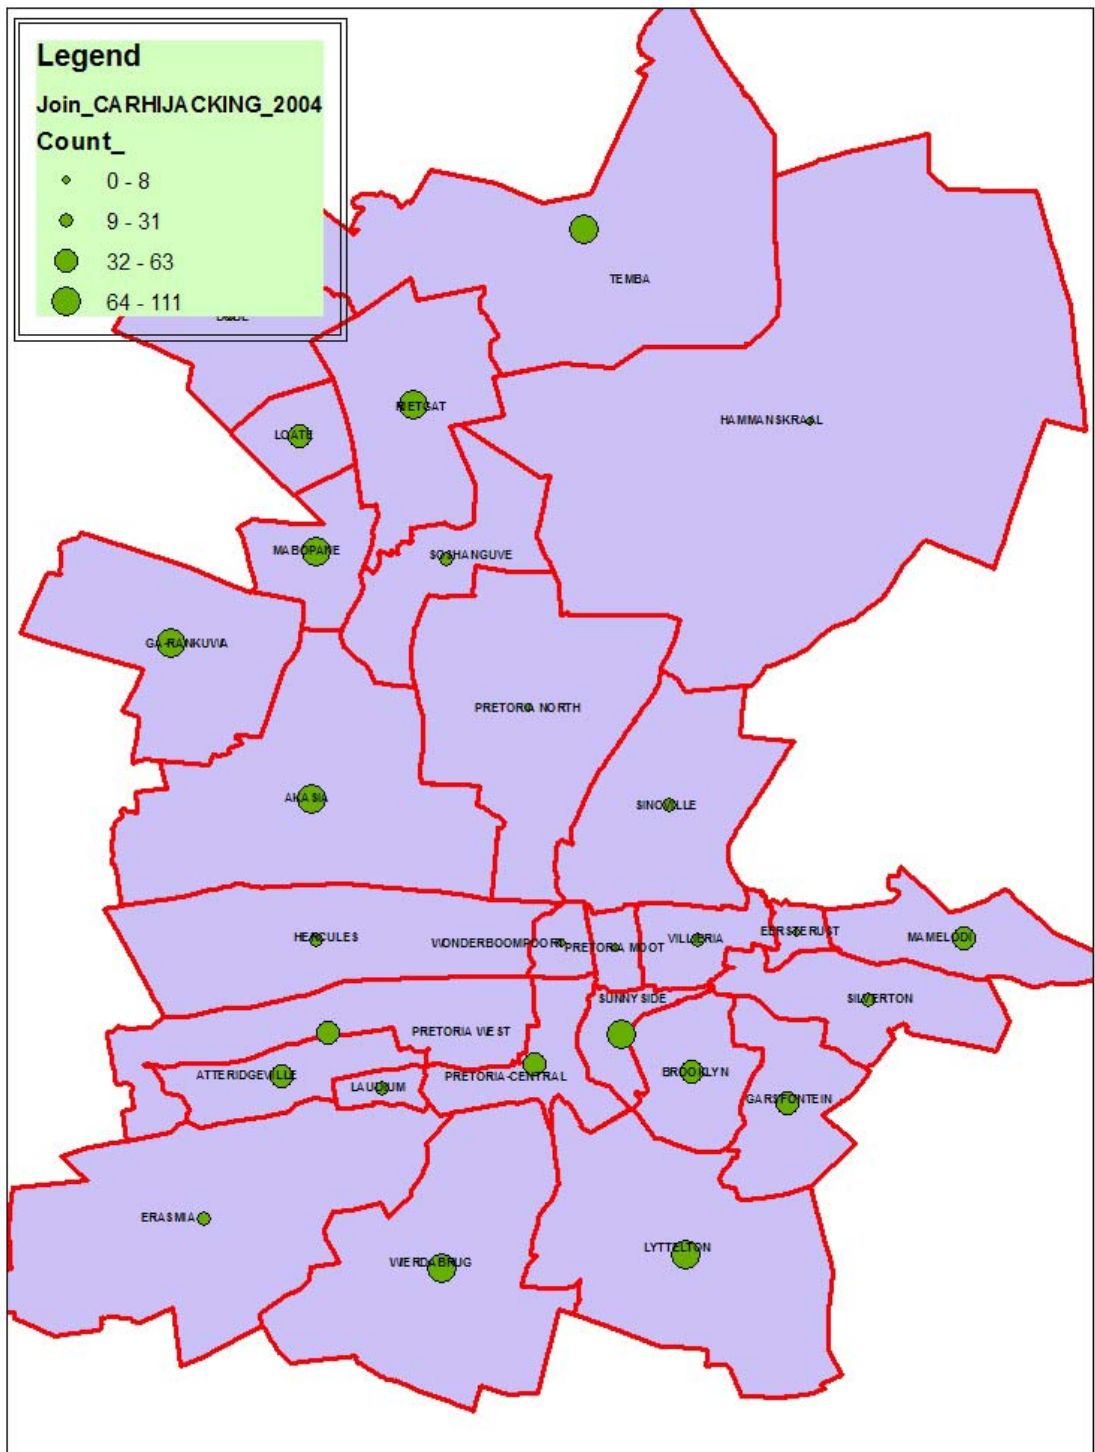 Legend
Join_CARHIJACKING_2004
Count_
0 - 8
9 - 31
32 - 63
64 - 111
TEMBA
RIETGAT
HAMMANSKRAAL
LOATE
MABOPANE
SOSHANGUVE
GA-RANKUWA
PRETORIA NORTH
AKASIA
SINOVILLE
HERCULES
WONDERBOOMPOORT
PRETORIA MOOT
VILLIERIA
EERSTERUST
MAMELODI
SUNNYSIDE
SILVERTON
PRETORIA WEST
ATTERIDGEVILLE
LAUDIUM
PRETORIA-CENTRAL
BROOKLYN
GARSFONTEIN
ERASMIA
LYTTELTON
WIERDABRUG